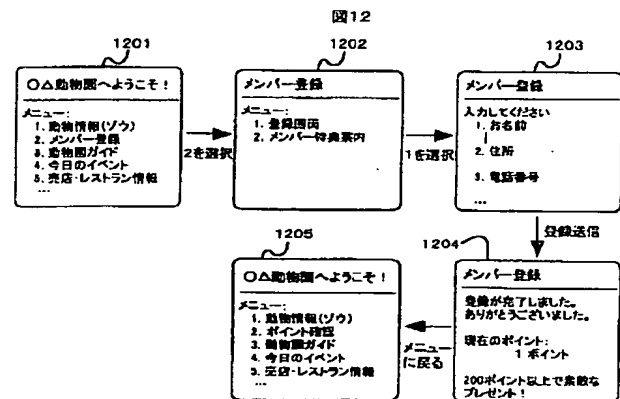 図12
1201
○△動物園へようこそ!
メニュー:
1. 動物情報(ゾウ)
2. メンバー登録
3. 動物園ガイド
4. 今日のイベント
5. 売店・レストラン情報
...
2を選択
1202
メンバー登録
メニュー:
1. 登録画面
2. メンバー特典案内
1を選択
1203
メンバー登録
入力してください
1. お名前
2. 住所
3. 電話番号
...
登録送信
1204
メンバー登録
登録が完了しました。
ありがとうございました。
現在のポイント:
1 ポイント
200ポイント以上で素敵な
プレゼント!
メニュー
に戻る
1205
○△動物園へようこそ!
メニュー:
1. 動物情報(ゾウ)
2. ポイント確認
3. 動物園ガイド
4. 今日のイベント
5. 売店・レストラン情報
...